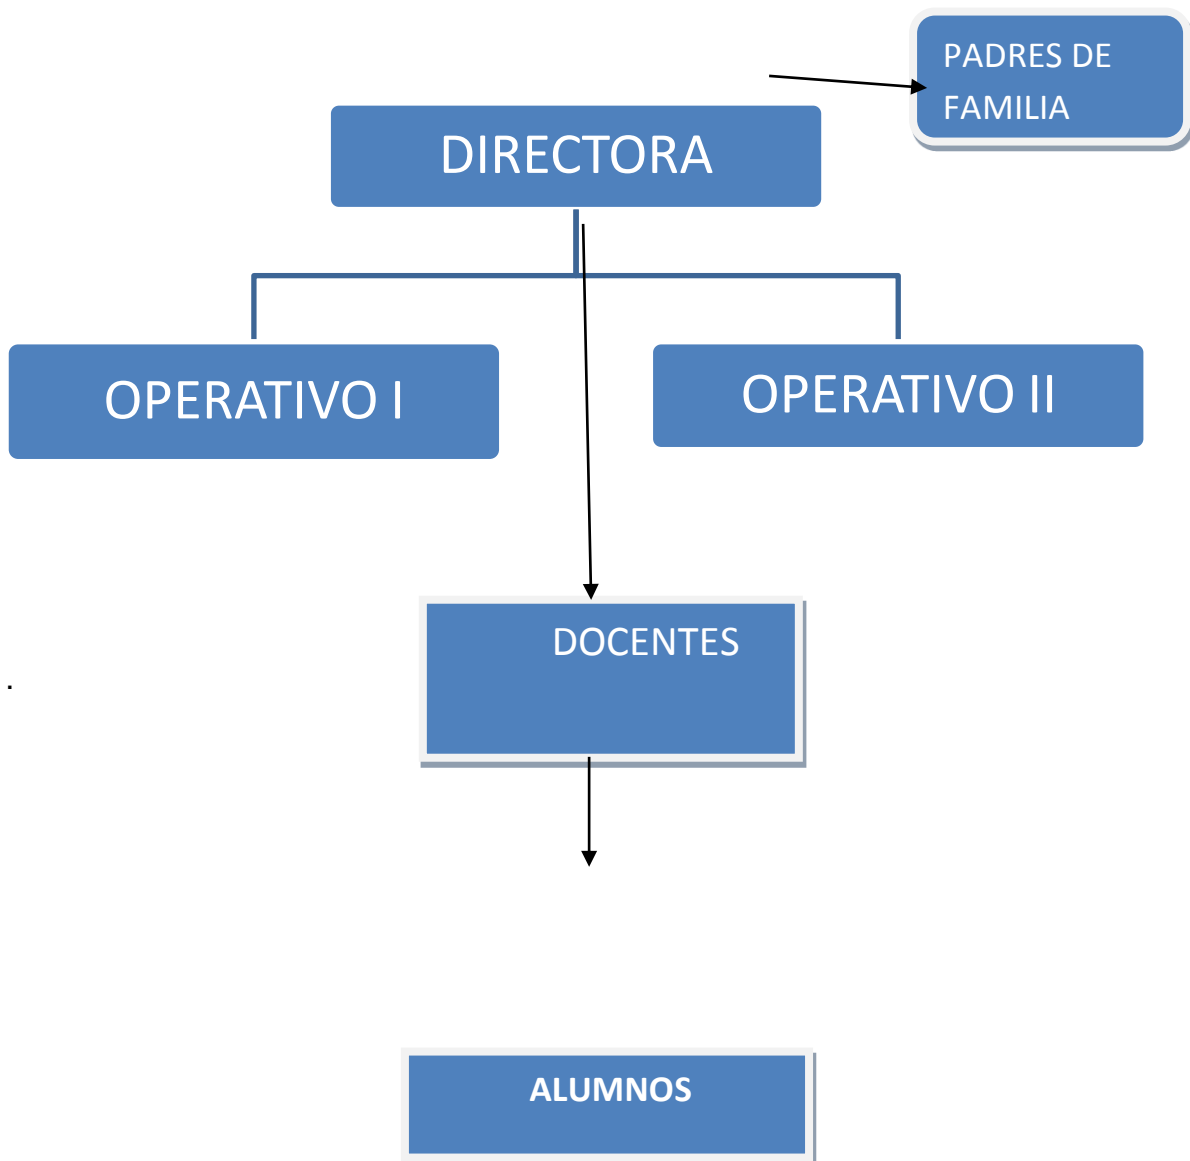 PADRES DE
FAMILIA
DIRECTORA
OPERATIVO I
OPERATIVO II
DOCENTES
.
ALUMNOS